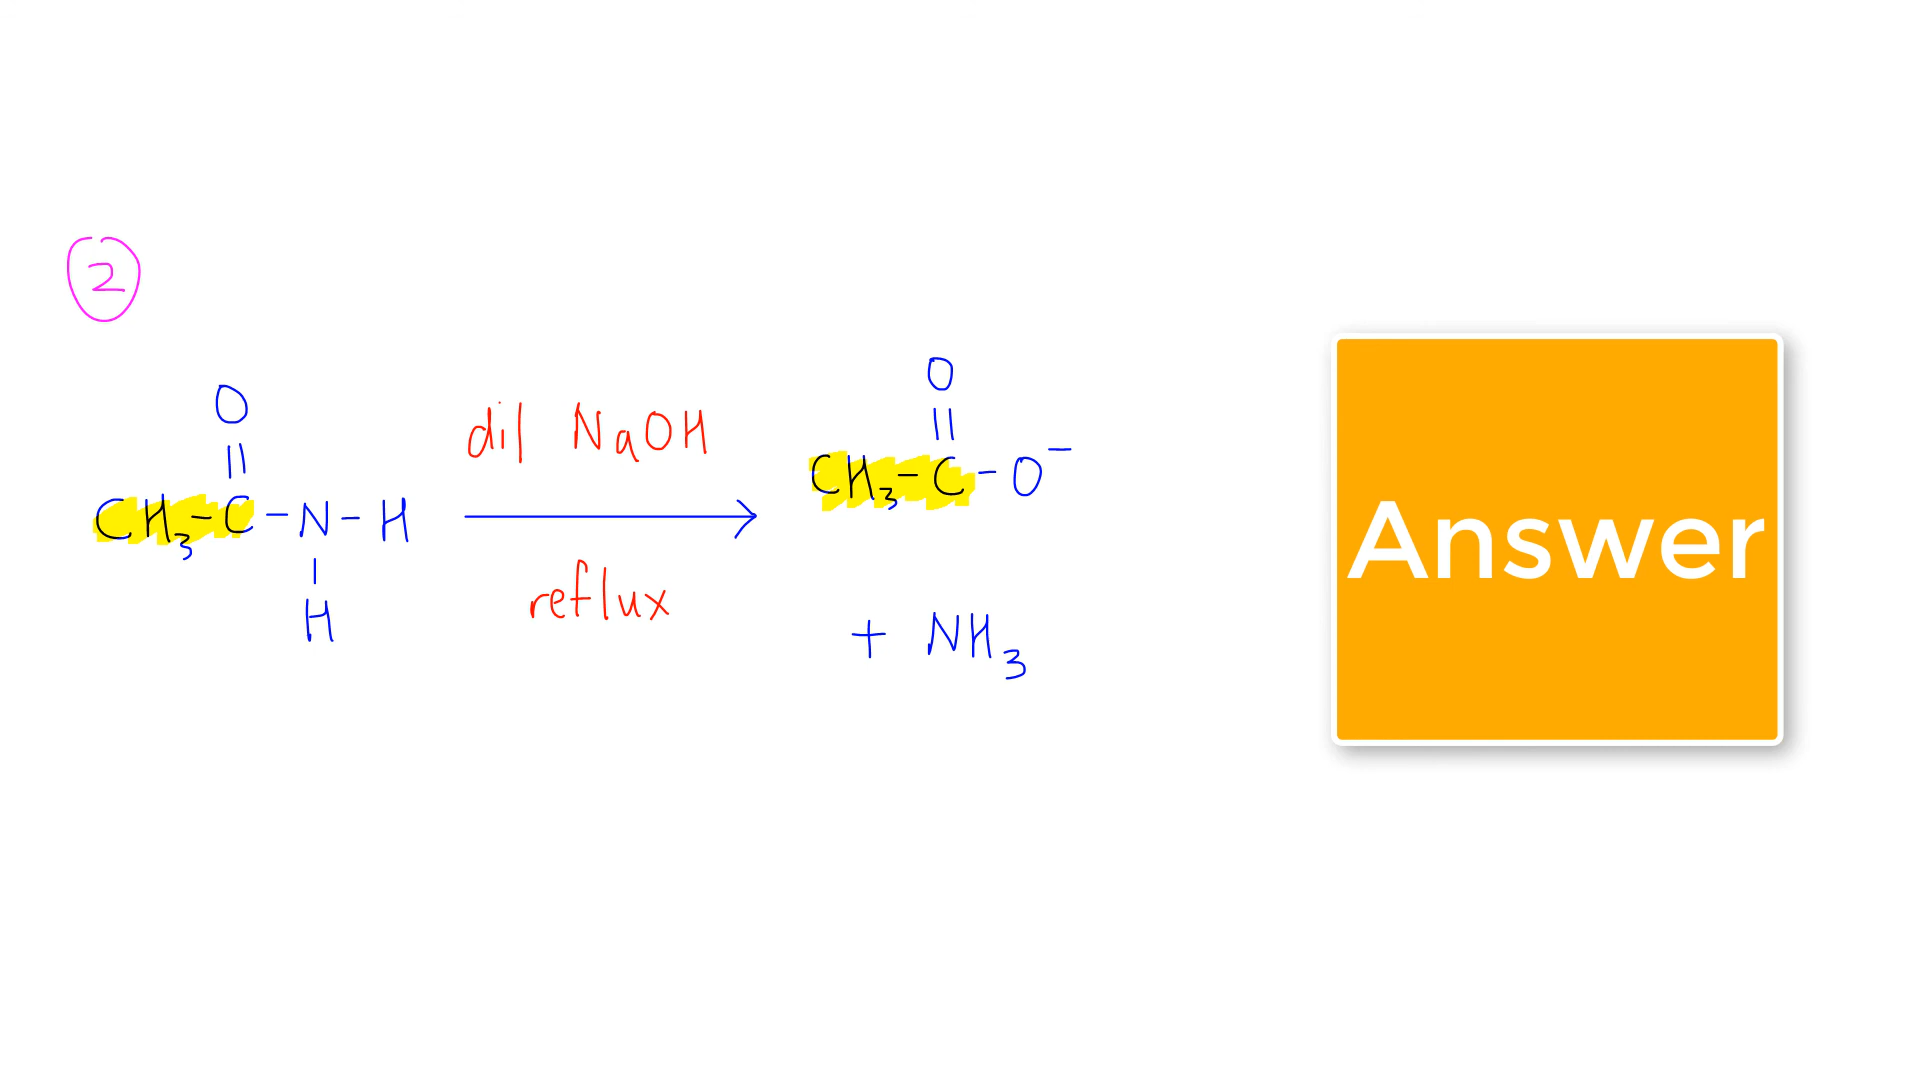 2
O
||
CH3-C-N-H
|
H
dil NaOH
reflux
O
||
CH3-C-O-
+ NH3
Answer